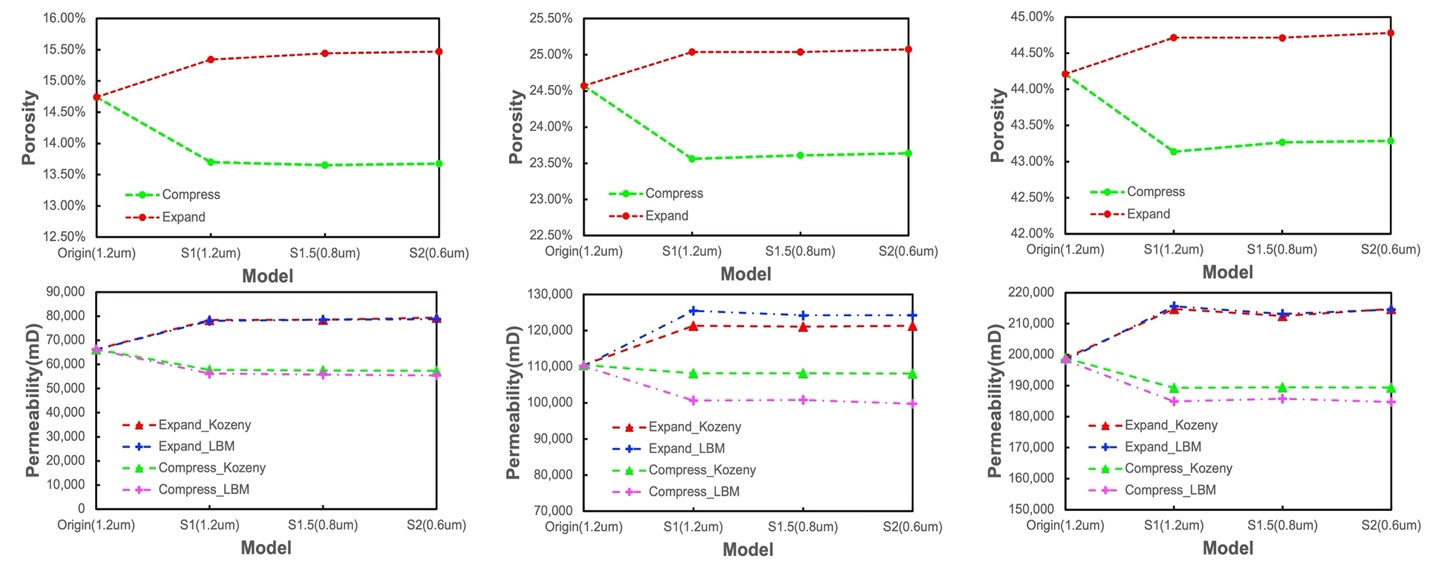 16.00%
15.50%
15.00%
14.50%
14.00%
13.50%
13.00%
12.50%
Porosity
Compress
Expand
Origin(1.2um) S1(1.2um) S1.5(0.8um) S2(0.6um)
Model
25.50%
25.00%
24.50%
24.00%
23.50%
23.00%
22.50%
Porosity
Compress
Expand
Origin(1.2um) S1(1.2um) S1.5(0.8um) S2(0.6um)
Model
45.00%
44.50%
44.00%
43.50%
43.00%
42.50%
42.00%
Porosity
Compress
Expand
Origin(1.2um) S1(1.2um) S1.5(0.8um) S2(0.6um)
Model
90,000
80,000
70,000
60,000
50,000
40,000
30,000
20,000
10,000
0
Permeability(mD)
Expand_Kozeny
Expand_LBM
Compress_Kozeny
Compress_LBM
Origin(1.2um) S1(1.2um) S1.5(0.8um) S2(0.6um)
Model
130,000
120,000
110,000
100,000
90,000
80,000
70,000
Permeability(mD)
Expand_Kozeny
Expand_LBM
Compress_Kozeny
Compress_LBM
Origin(1.2um) S1(1.2um) S1.5(0.8um) S2(0.6um)
Model
220,000
210,000
200,000
190,000
180,000
170,000
160,000
150,000
Permeability(mD)
Expand_Kozeny
Expand_LBM
Compress_Kozeny
Compress_LBM
Origin(1.2um) S1(1.2um) S1.5(0.8um) S2(0.6um)
Model